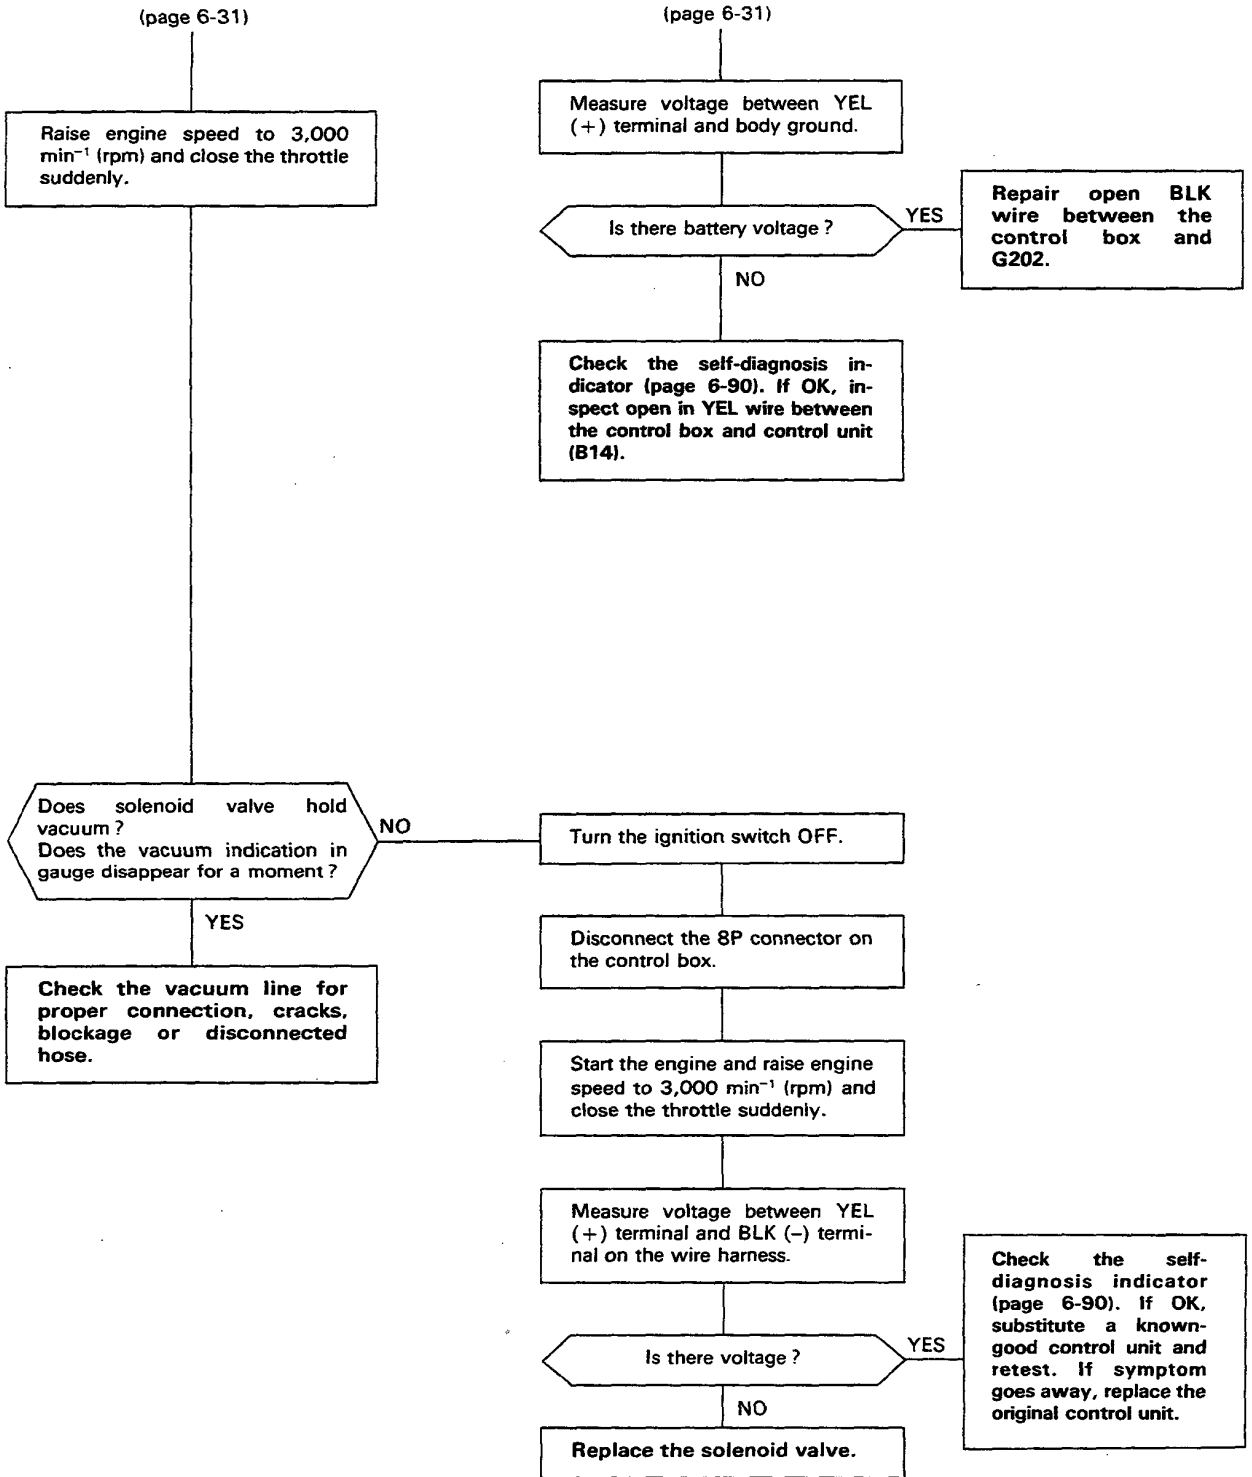 (page 6-31)
Raise engine speed to 3,000
min⁻¹ (rpm) and close the throttle
suddenly.
Does solenoid valve hold
vacuum ?
Does the vacuum indication in
gauge disappear for a moment ?
NO
YES
Check the vacuum line for
proper connection, cracks,
blockage or disconnected
hose.
(page 6-31)
Measure voltage between YEL
(+) terminal and body ground.
Is there battery voltage ?
YES
Repair open BLK
wire between the
control box and
G202.
NO
Check the self-diagnosis in-
dicator (page 6-90). If OK, in-
spect open in YEL wire between
the control box and control unit
(B14).
Turn the ignition switch OFF.
Disconnect the 8P connector on
the control box.
Start the engine and raise engine
speed to 3,000 min⁻¹ (rpm) and
close the throttle suddenly.
Measure voltage between YEL
(+) terminal and BLK (–) termi-
nal on the wire harness.
Is there voltage ?
YES
Check the self-
diagnosis indicator
(page 6-90). If OK,
substitute a known-
good control unit and
retest. If symptom
goes away, replace the
original control unit.
NO
Replace the solenoid valve.